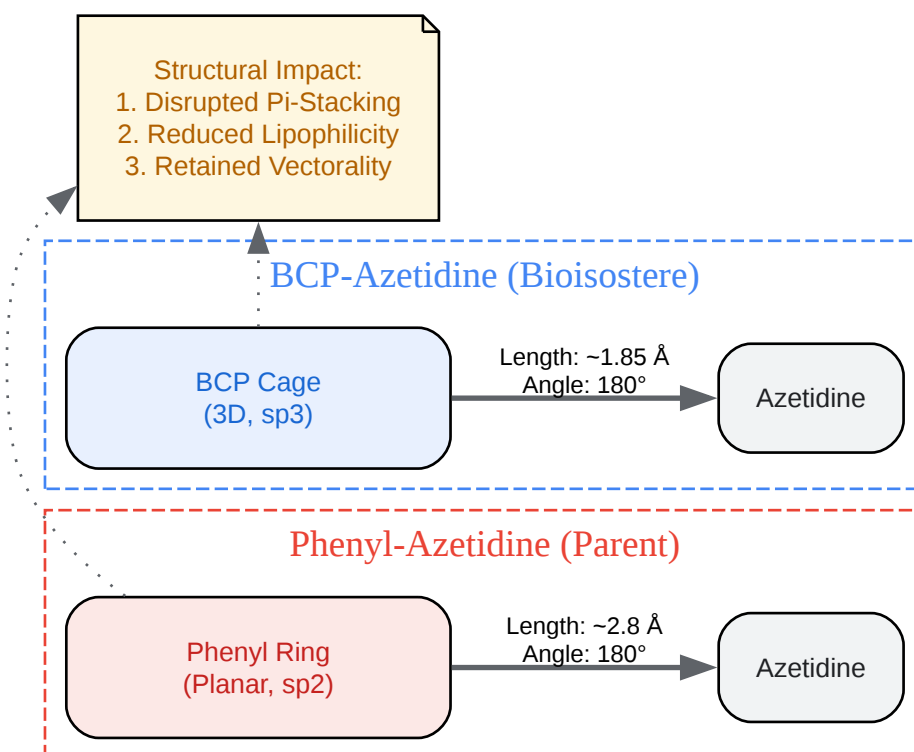 Structural Impact:
1. Disrupted Pi-Stacking
2. Reduced Lipophilicity
3. Retained Vectorality
BCP-Azetidine (Bioisostere)
BCP Cage
(3D, sp3)
Length: ~1.85 Å
Angle: 180°
Azetidine
Phenyl-Azetidine (Parent)
Phenyl Ring
(Planar, sp2)
Length: ~2.8 Å
Angle: 180°
Azetidine